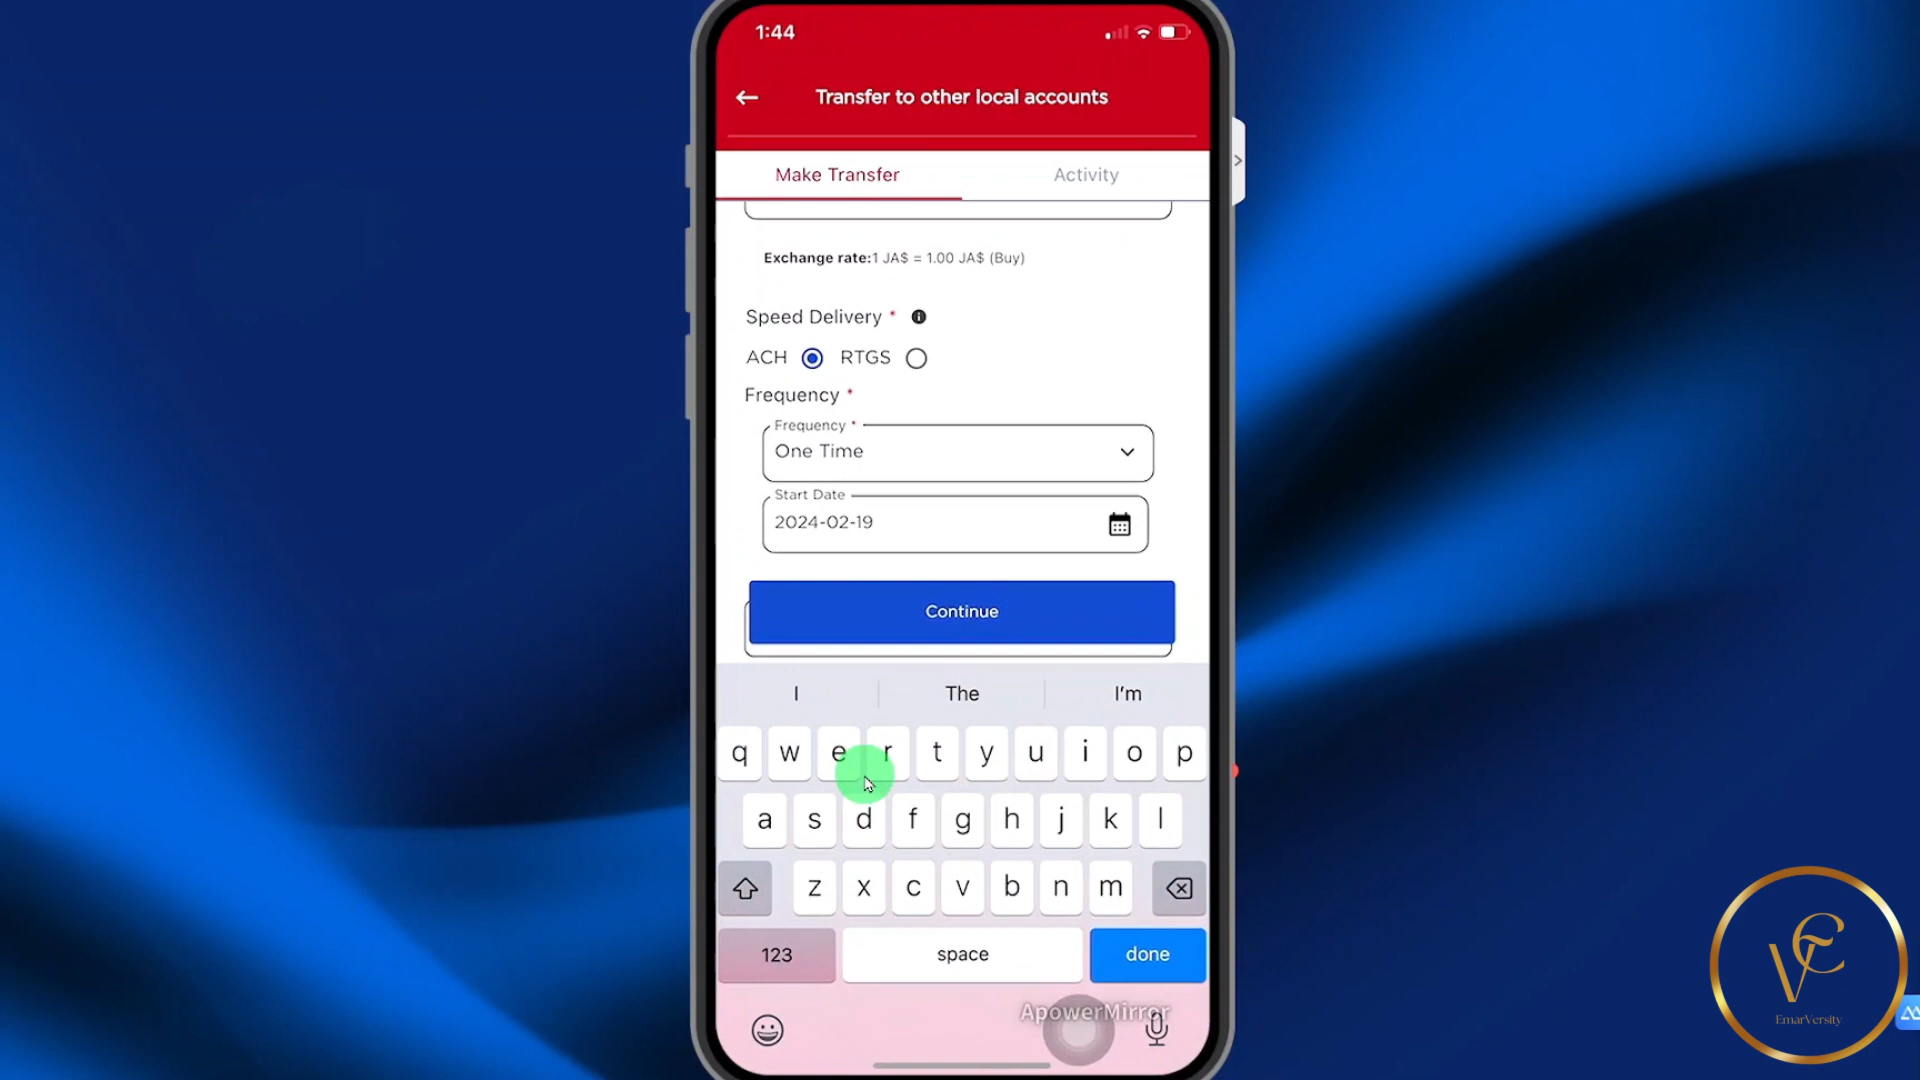 1:44
Transfer to other local accounts
Make Transfer Activity
Exchange rate:1 JA$ = 1.00 JA$ (Buy)
Speed Delivery *
ACH RTGS
Frequency *
Frequency *
One Time
Start Date
2024-02-19
Continue
I The I'm
q w e r t y u i o p
a s d f g h j k l
z x c v b n m
123 space done
ApowerMirror
VE
EmarVersity